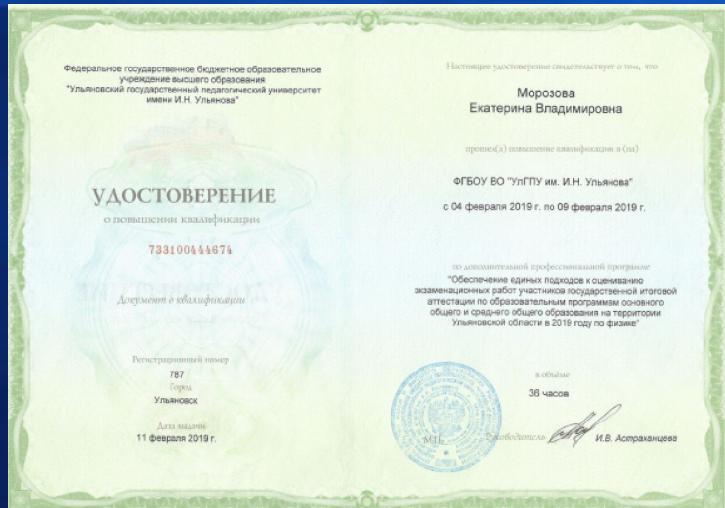 Федеральное государственное бюджетное образовательное
учреждение высшего образования
"Ульяновский государственный педагогический университет
имени И.Н. Ульянова"
УДОСТОВЕРЕНИЕ
о повышении квалификации
733100444674
Документ о квалификации
Регистрационный номер
787
Город
Ульяновск
Дата выдачи
11 февраля 2019 г.
Настоящее удостоверение свидетельствует о том, что
Морозова
Екатерина Владимировна
прошел(а) повышение квалификации в (на)
ФГБОУ ВО "УлГПУ им. И.Н. Ульянова"
с 04 февраля 2019 г. по 09 февраля 2019 г.
по дополнительной профессиональной программе
"Обеспечение единых подходов к оцениванию
экзаменационных работ участников государственной итоговой
аттестации по образовательным программам основного
общего и среднего общего образования на территории
Ульяновской области в 2019 году по физике"
в объёме
36 часов
М.П.
Руководитель И.В. Астраханцева